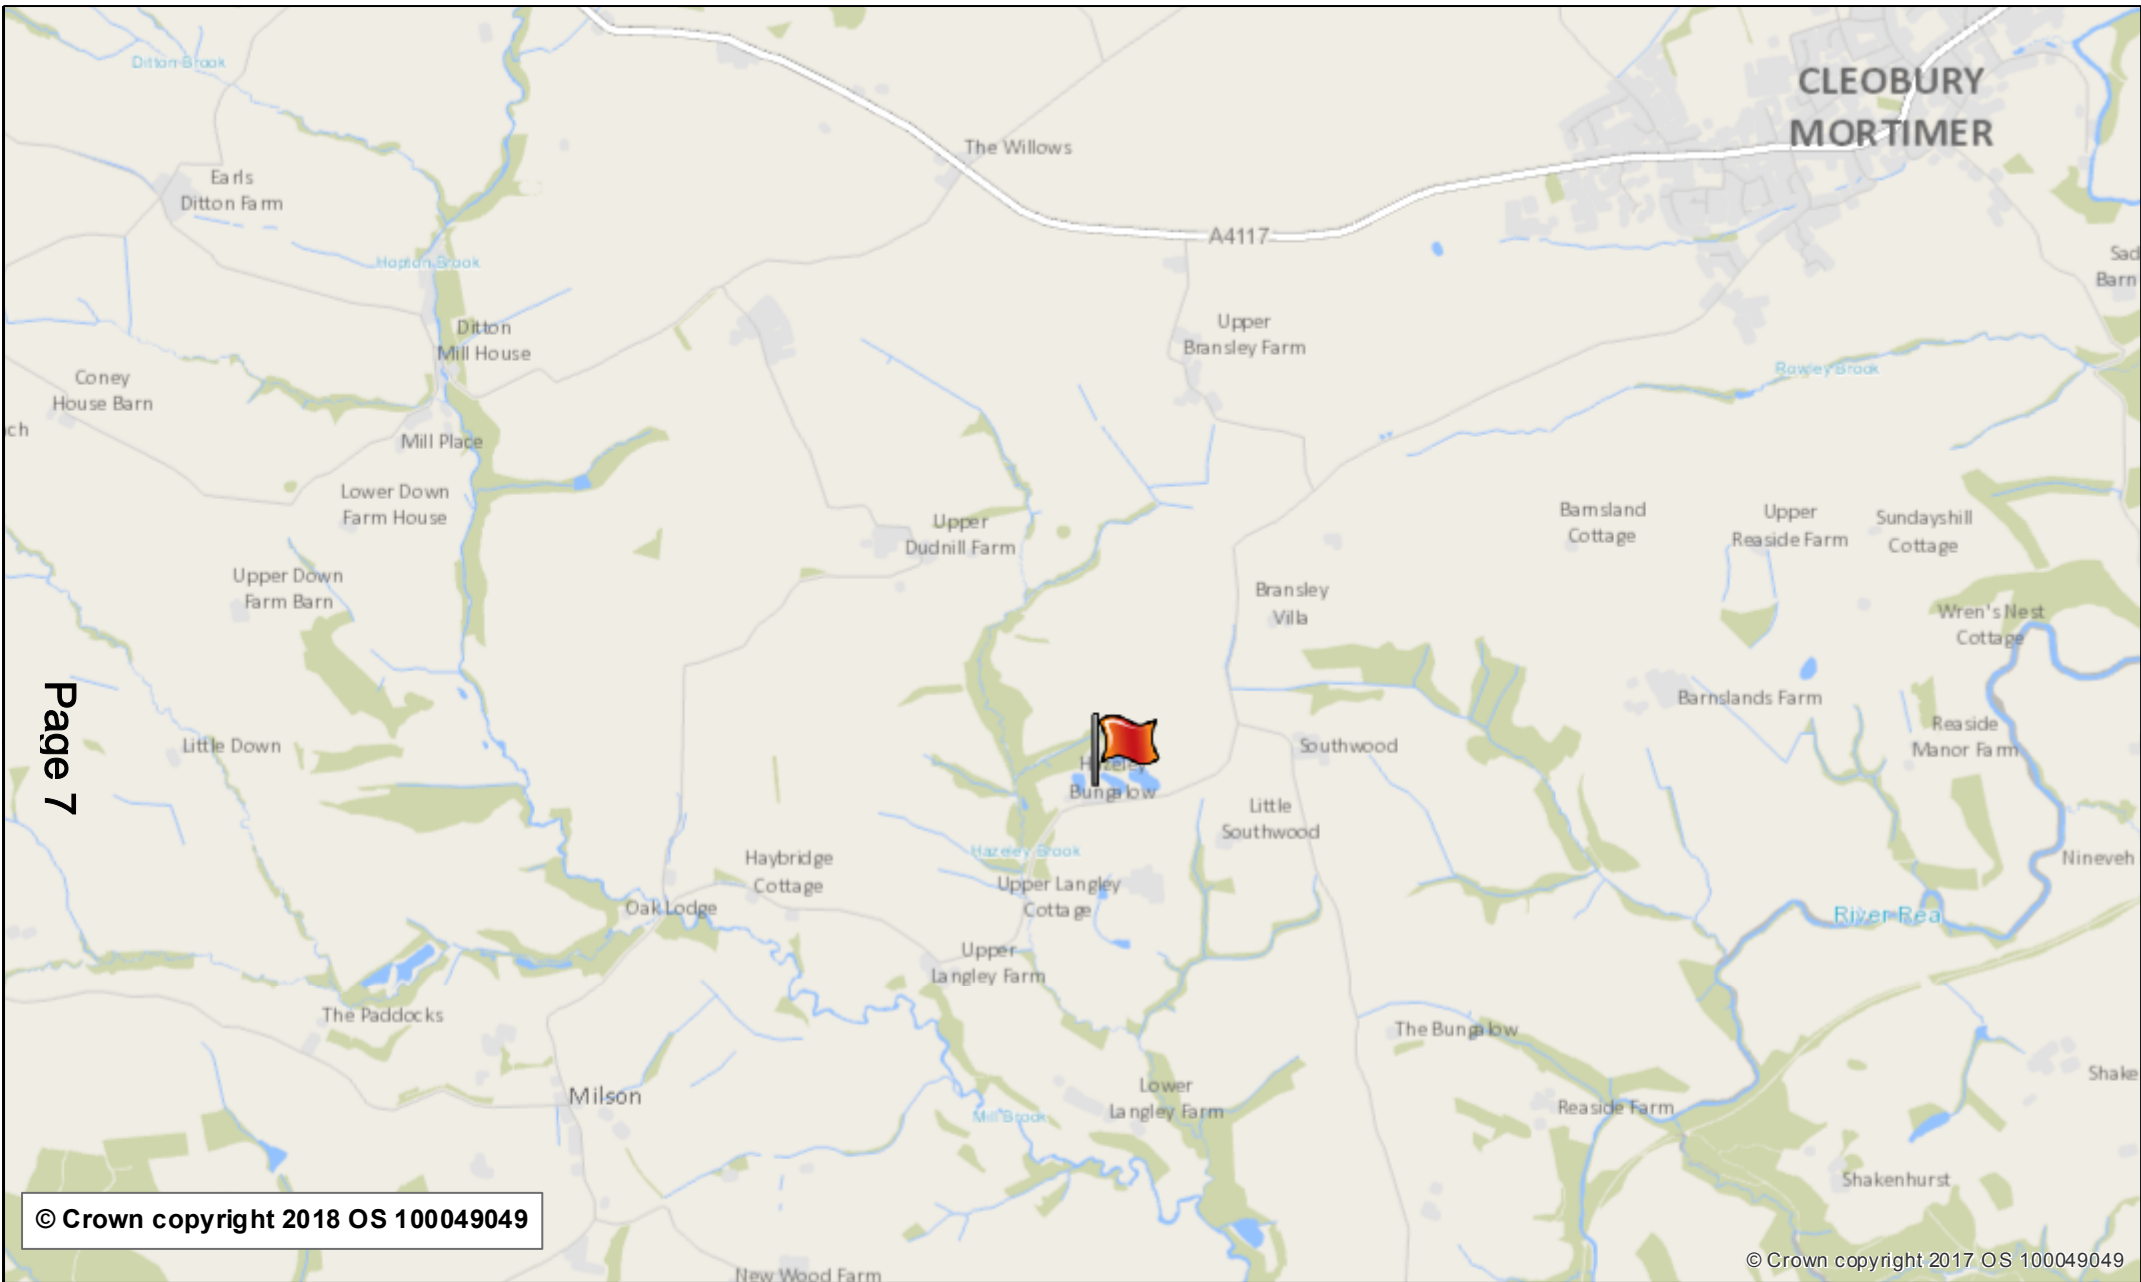 Ditton Brook
CLEOBURY
MORTIMER
The Willows
Earls
Ditton Farm
A4117
Hopton Brook
Sad
Barn
Ditton
Mill House
Upper
Bransley Farm
Rowley Brook
Coney
House Barn
ch
Mill Place
Lower Down
Farm House
Upper
Dudnill Farm
Barnsland
Cottage
Upper
Reaside Farm
Sundayshill
Cottage
Upper Down
Farm Barn
Bransley
Villa
Wren's Nest
Cottage
Page 7
Barnslands Farm
Little Down
Southwood
Reaside
Manor Farm
Hazeley
Bungalow
Little
Southwood
Haybridge
Cottage
Hazeley Brook
Nineveh
Upper Langley
Cottage
Oak Lodge
River Rea
Upper
Langley Farm
The Paddocks
The Bungalow
Milson
Lower
Langley Farm
Shake
Mill Brook
Reaside Farm
Shakenhurst
© Crown copyright 2018 OS 100049049
© Crown copyright 2017 OS 100049049
New Wood Farm